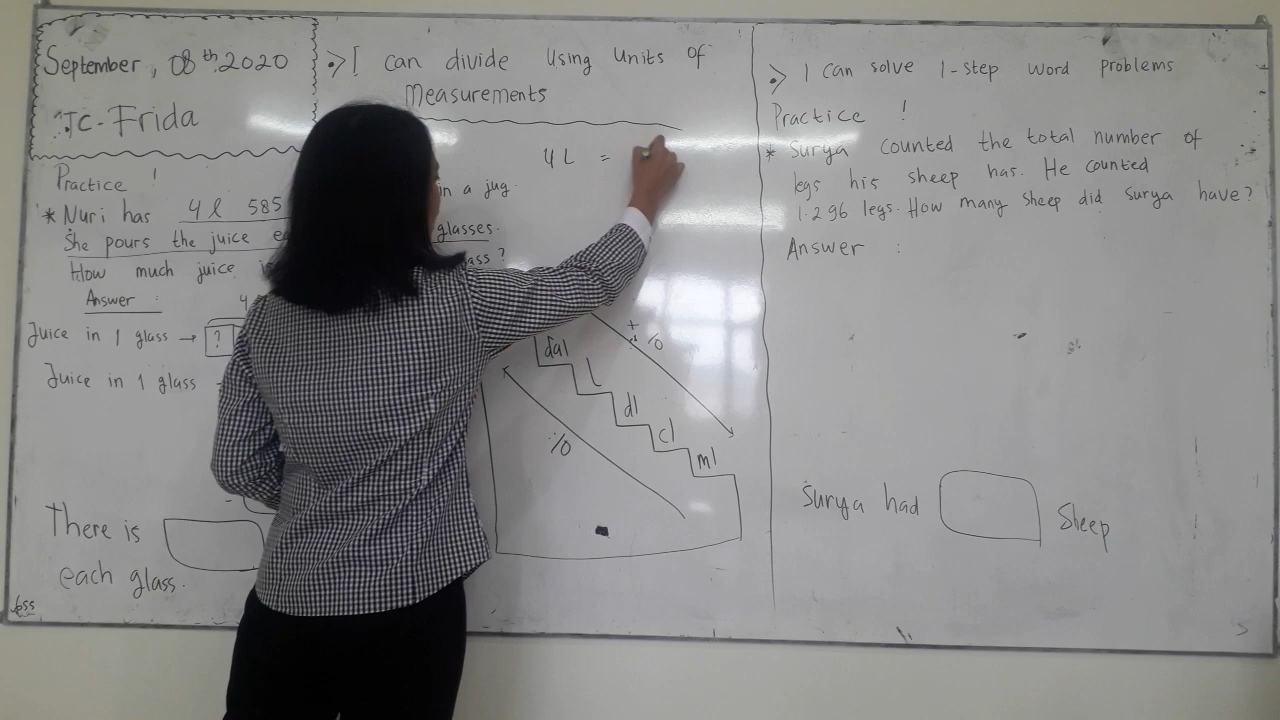 September, 08th 2020
TC-Frida
•> I can divide using units of
Measurements
Practice !
* Nuri has 4 l 585 in a jug.
She pours the juice glasses.
How much juice
Answer :
4
Juice in 1 glass → ?
Juice in 1 glass
There is
each glass.
4 L =
dal
L
dl
cl
ml
•> I can solve 1-step word problems
Practice !
* Surya counted the total number of
legs his sheep has. He counted
1.296 legs. How many sheep did Surya have?
Answer :
Surya had Sheep